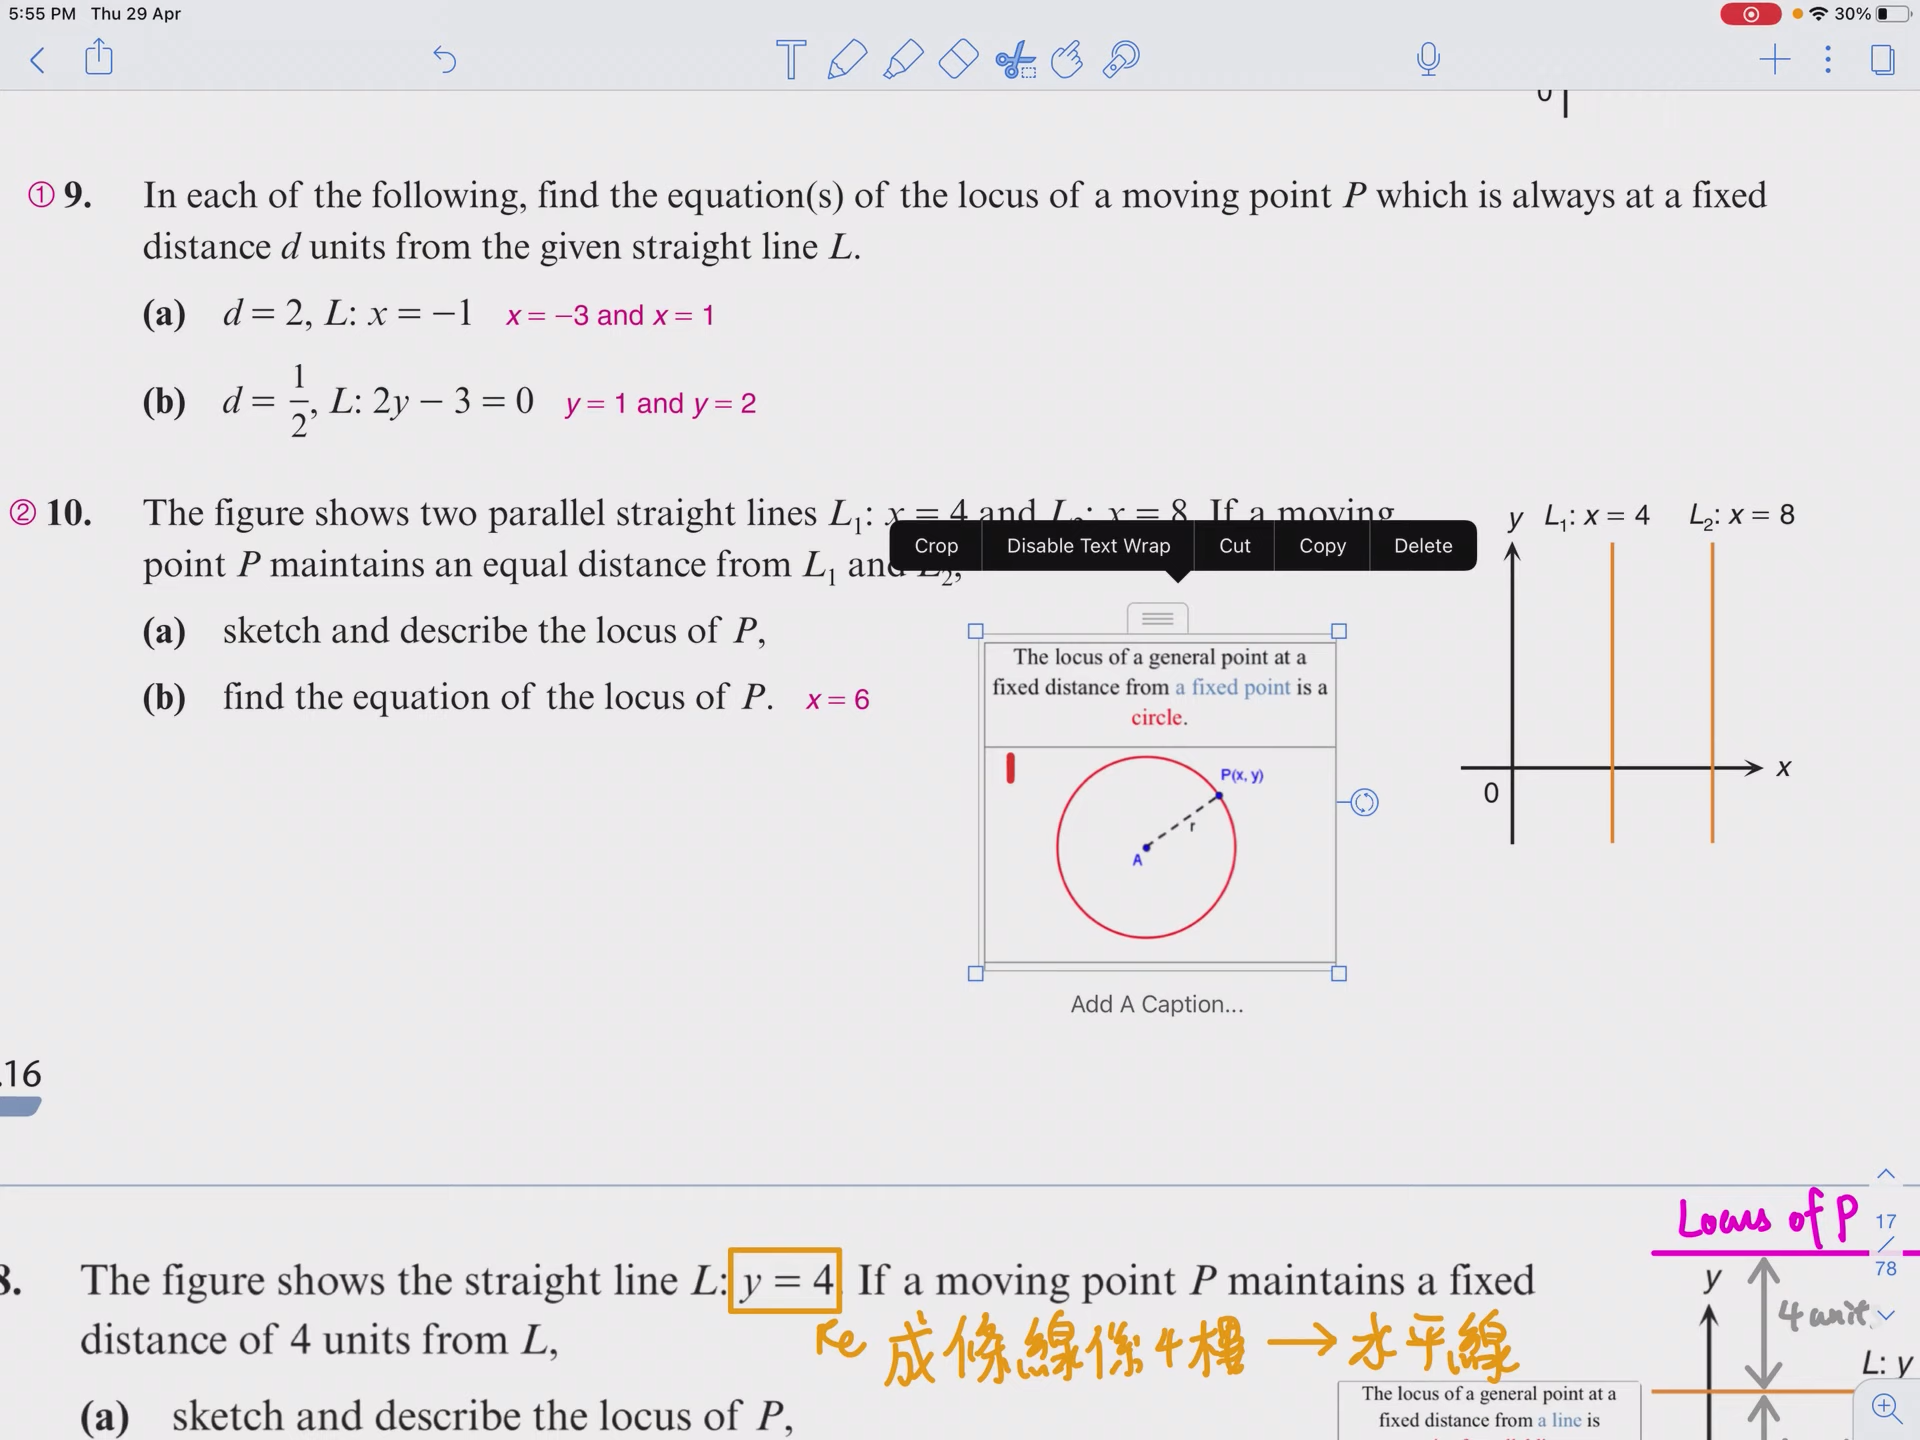 5:55 PM Thu 29 Apr
30%
0
① 9. In each of the following, find the equation(s) of the locus of a moving point P which is always at a fixed
distance d units from the given straight line L.
(a) d = 2, L: x = −1 x = −3 and x = 1
(b) d = 1/2, L: 2y − 3 = 0 y = 1 and y = 2
② 10. The figure shows two parallel straight lines L₁: x = 4 and L₂: x = 8. If a moving
point P maintains an equal distance from L₁ and L₂,
(a) sketch and describe the locus of P,
(b) find the equation of the locus of P. x = 6
Crop Disable Text Wrap Cut Copy Delete
The locus of a general point at a
fixed distance from a fixed point is a
circle.
P(x, y)
r
A
Add A Caption...
y L₁: x = 4 L₂: x = 8
x
0
.16
Locus of P
17
/
78
8. The figure shows the straight line L: y = 4 If a moving point P maintains a fixed
distance of 4 units from L,
成條線係4樓 → 水平線
(a) sketch and describe the locus of P,
The locus of a general point at a
fixed distance from a line is
y
4 unit
L: y